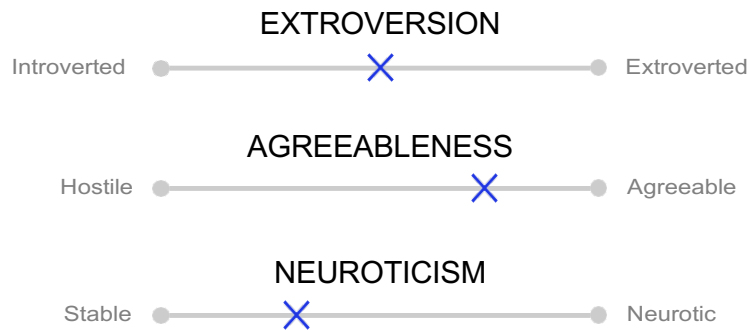 EXTROVERSION
Introverted Extroverted
AGREEABLENESS
Hostile Agreeable
NEUROTICISM
Stable Neurotic